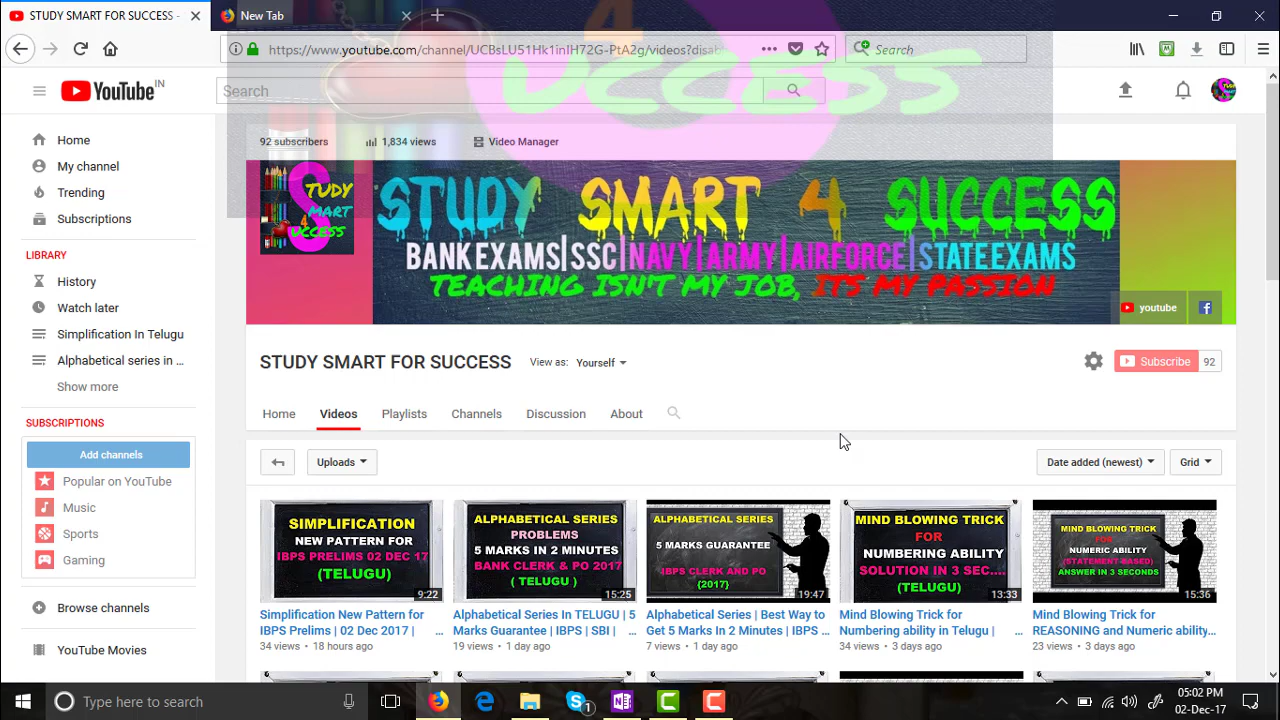 STUDY SMART FOR SUCCESS -
New Tab
https://www.youtube.com/channel/UCBsLU51Hk1inIH72G-PtA2g/videos?disab
Search
UCCESS
YouTube IN
Search
92 subscribers
1,834 views
Video Manager
Home
My channel
Trending
Subscriptions
LIBRARY
History
Watch later
Simplification In Telugu
Alphabetical series in ...
Show more
SUBSCRIPTIONS
Add channels
Popular on YouTube
Music
Sports
Gaming
Browse channels
YouTube Movies
TUDY
MART
4
UCCESS
STUDY SMART 4 SUCCESS
BANK EXAMS|SSC|NAVY|ARMY|AIRFORCE|STATE EXAMS
TEACHING ISN'T MY JOB, ITS MY PASSION
youtube
STUDY SMART FOR SUCCESS
View as: Yourself
Subscribe 92
Home
Videos
Playlists
Channels
Discussion
About
Uploads
Date added (newest)
Grid
SIMPLIFICATION
NEW PATTERN FOR
IBPS PRELIMS 02 DEC 17
(TELUGU)
9:22
Simplification New Pattern for
IBPS Prelims | 02 Dec 2017 | ...
34 views • 18 hours ago
ALPHABETICAL SERIES
PROBLEMS
5 MARKS IN 2 MINUTES
BANK CLERK & PO 2017
( TELUGU )
15:25
Alphabetical Series In TELUGU | 5
Marks Guarantee | IBPS | SBI | ...
19 views • 1 day ago
ALPHABETICAL SERIES
5 MARKS GUARANTEE
IBPS CLERK AND PO
(2017)
19:47
Alphabetical Series | Best Way to
Get 5 Marks In 2 Minutes | IBPS ...
7 views • 1 day ago
MIND BLOWING TRICK
FOR
NUMBERING ABILITY
SOLUTION IN 3 SEC....
(TELUGU)
13:33
Mind Blowing Trick for
Numbering ability in Telugu | ...
34 views • 3 days ago
MIND BLOWING TRICK
FOR
NUMERIC ABILITY
(STATEMENT BASED)
ANSWER IN 3 SECONDS
15:36
Mind Blowing Trick for
REASONING and Numeric ability...
23 views • 3 days ago
Type here to search
1
05:02 PM
02-Dec-17